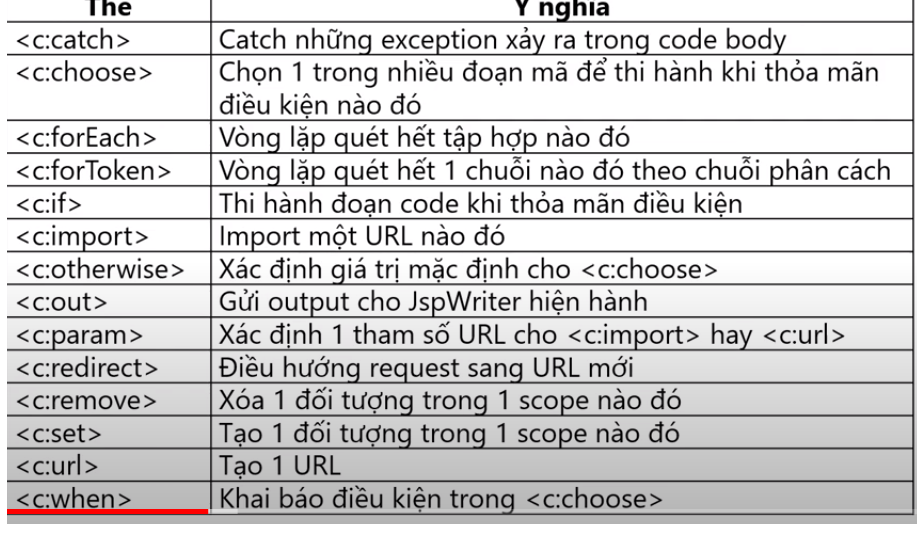 Thẻ Ý nghĩa
<c:catch> Catch những exception xảy ra trong code body
<c:choose> Chọn 1 trong nhiều đoạn mã để thi hành khi thỏa mãn
điều kiện nào đó
<c:forEach> Vòng lặp quét hết tập hợp nào đó
<c:forToken> Vòng lặp quét hết 1 chuỗi nào đó theo chuỗi phân cách
<c:if> Thi hành đoạn code khi thỏa mãn điều kiện
<c:import> Import một URL nào đó
<c:otherwise> Xác định giá trị mặc định cho <c:choose>
<c:out> Gửi output cho JspWriter hiện hành
<c:param> Xác định 1 tham số URL cho <c:import> hay <c:url>
<c:redirect> Điều hướng request sang URL mới
<c:remove> Xóa 1 đối tượng trong 1 scope nào đó
<c:set> Tạo 1 đối tượng trong 1 scope nào đó
<c:url> Tạo 1 URL
<c:when> Khai báo điều kiện trong <c:choose>